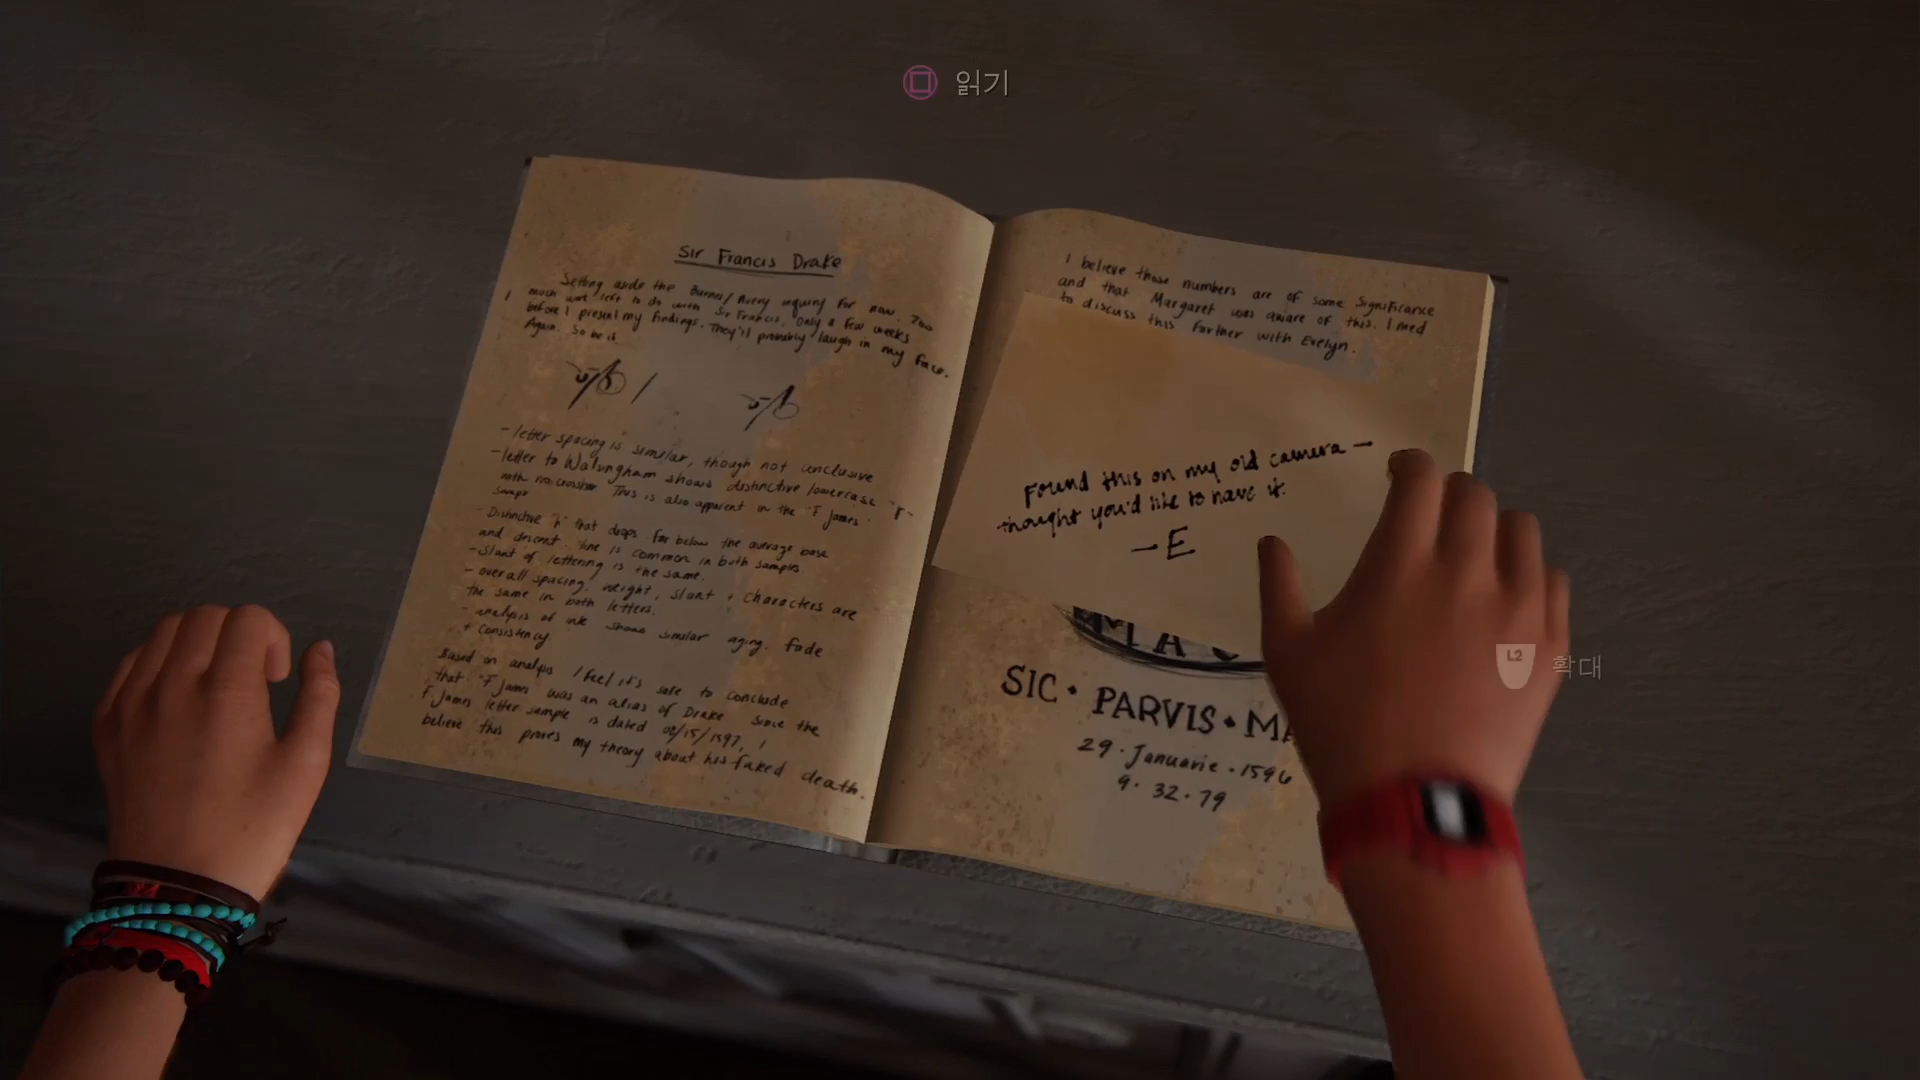 읽기
Sir Francis Drake
Setting aside the Burnes/Avery inquiry for now. Too
much work left to do with Sir Francis. Only a few weeks
before I present my findings. They'll probably laugh in my face.
Again. So be it.
- letter spacing is similar, though not conclusive
- letter to Walsingham shows distinctive lowercase "t"
with no crossbar. This is also apparent in the "F James"
sample
- Distinctive "h" that drops far below the average base
and descent line is common in both samples
- Slant of lettering is the same.
- overall spacing, height, slant + characters are
the same in both letters.
- analysis of ink shows similar aging, fade
+ consistency
Based on analysis I feel it's safe to conclude
that "F James was an alias of Drake Since the
F. James letter sample is dated 02/15/1597, I
believe this proves my theory about his faked death.
I believe those numbers are of some significance
and that Margaret was aware of this. I need
to discuss this further with Evelyn.
Found this on my old camera -
thought you'd like to have it.
- E
MAG
SIC · PARVIS · MA
29 · Januarie · 1596
9 · 32 · 79
L2 확대